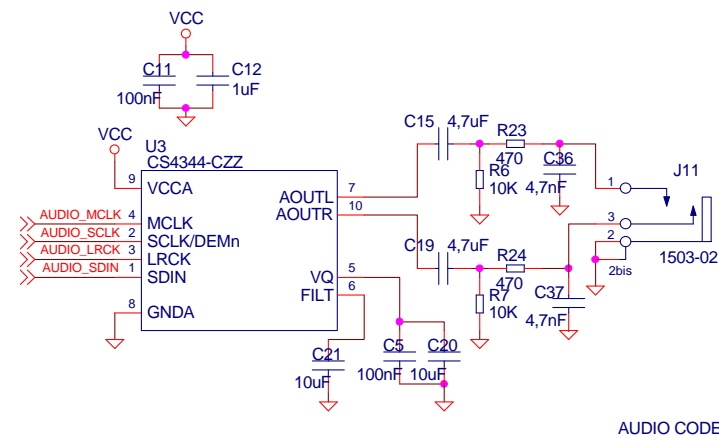 VCC
C11
C12
100nF
1uF
VCC
U3
CS4344-CZZ
9 VCCA
AUDIO_MCLK 4 MCLK
AUDIO_SCLK 2 SCLK/DEMn
AUDIO_LRCK 3 LRCK
AUDIO_SDIN 1 SDIN
8 GNDA
AOUTL 7
AOUTR 10
VQ 5
FILT 6
C15 4,7uF
R23
470
R6
10K
C36
4,7nF
C19 4,7uF
R24
470
R7
10K
C37
4,7nF
J11
1
3
2
2bis
1503-02
C21
10uF
C5
100nF
C20
10uF
AUDIO CODE